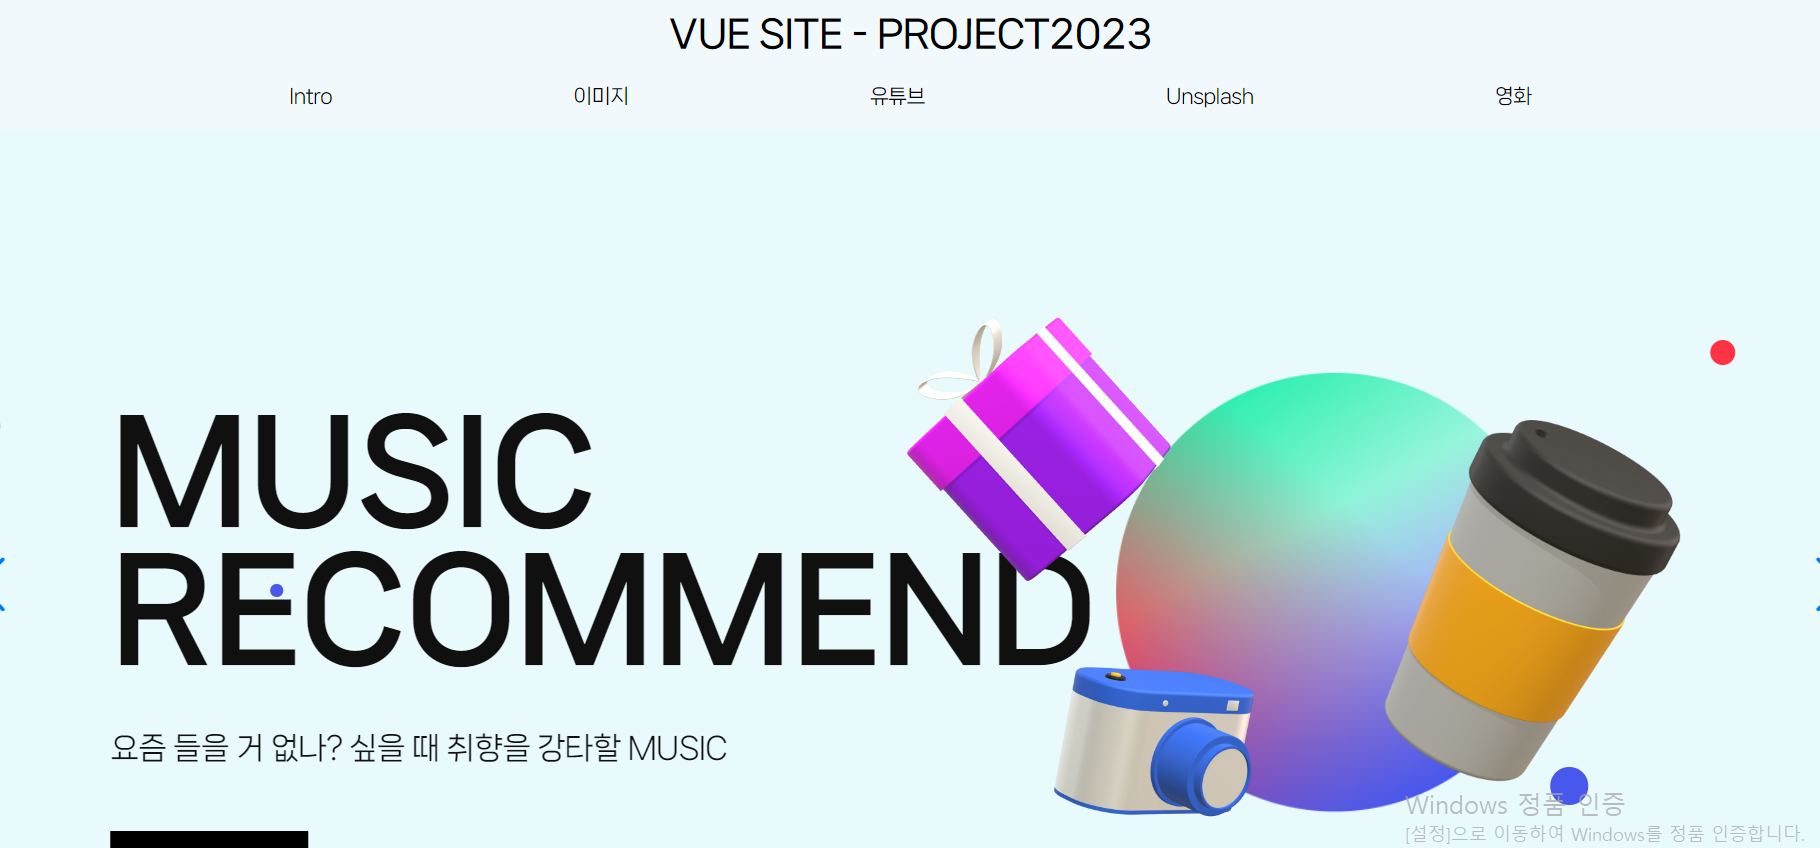 VUE SITE - PROJECT2023
Intro 이미지 유튜브 Unsplash 영화
MUSIC
RECOMMEND
요즘 들을 거 없나? 싶을 때 취향을 강타할 MUSIC
Windows 정품 인증
[설정]으로 이동하여 Windows를 정품 인증합니다.